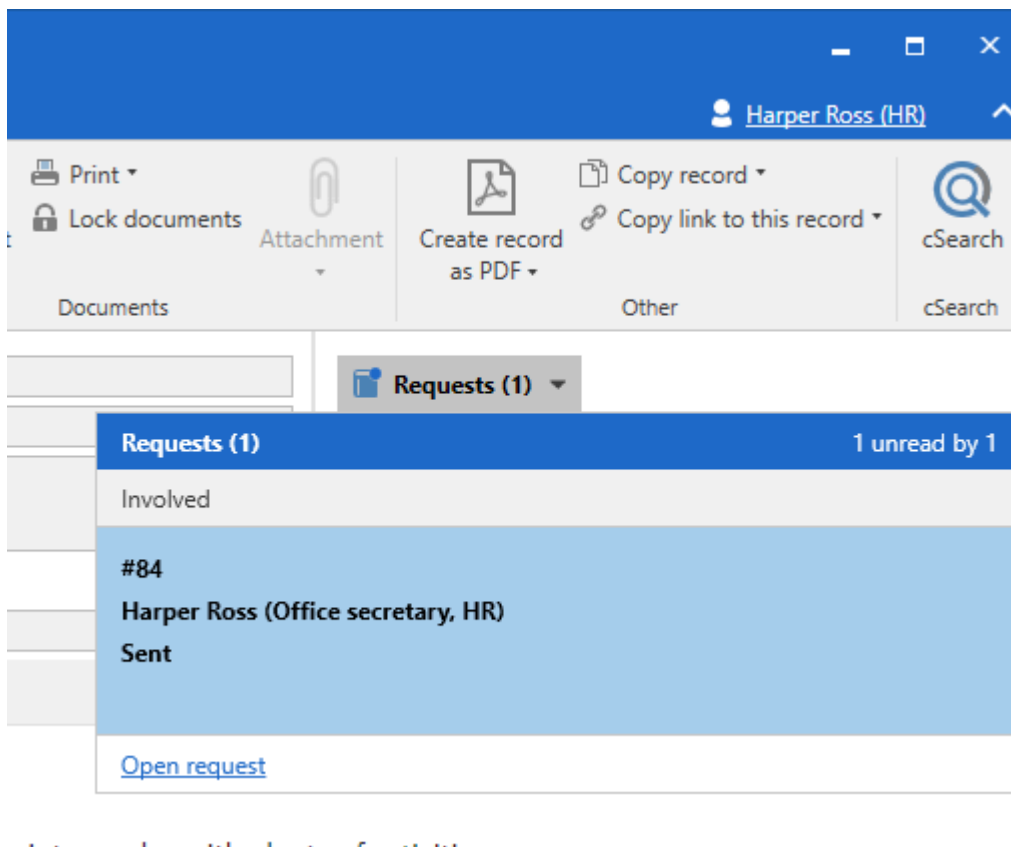 Harper Ross (HR)
Print
Lock documents
Attachment
Create record
as PDF
Copy record
Copy link to this record
cSearch
Documents
Other
cSearch
Requests (1)
Requests (1) 1 unread by 1
Involved
#84
Harper Ross (Office secretary, HR)
Sent
Open request